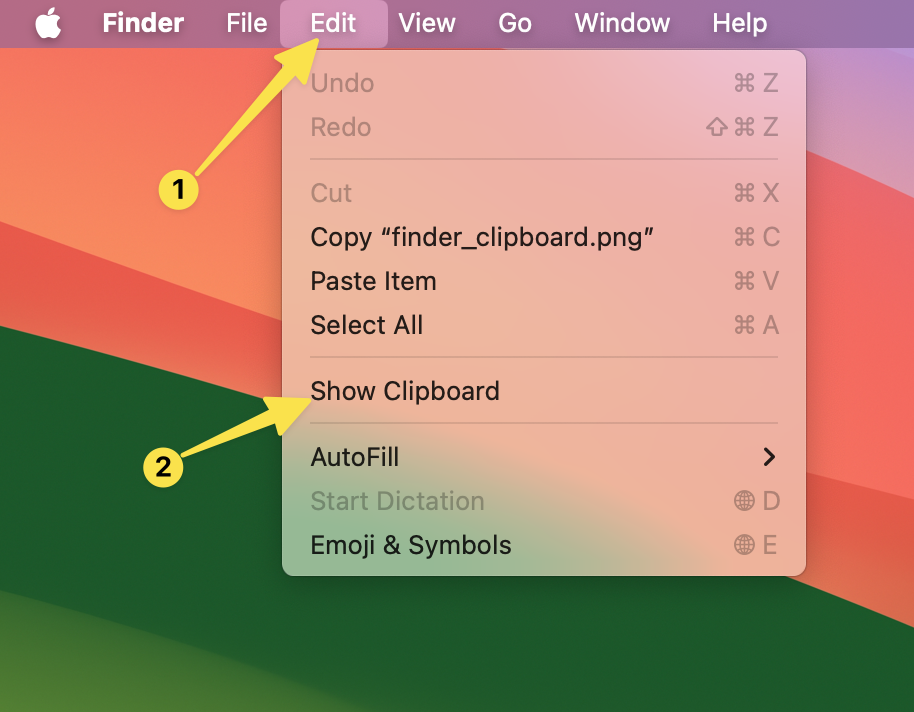 Finder File Edit View Go Window Help
1
Undo ⌘ Z
Redo ⇧ ⌘ Z
Cut ⌘ X
Copy “finder_clipboard.png” ⌘ C
Paste Item ⌘ V
Select All ⌘ A
Show Clipboard
2
AutoFill
Start Dictation D
Emoji & Symbols E